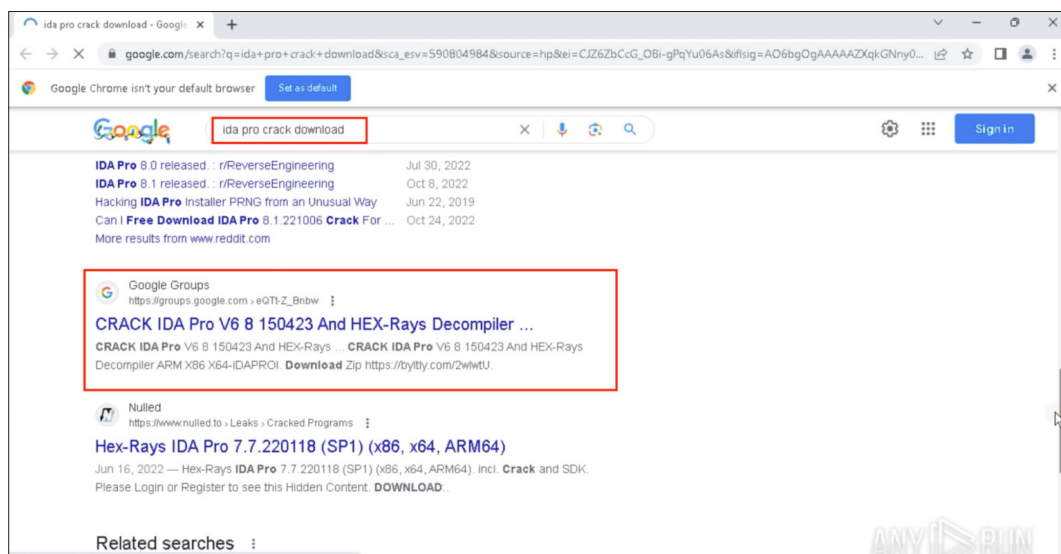 ida pro crack download - Google
google.com/search?q=ida+pro+crack+download&sca_esv=590804984&source=hp&ei=CJZ6ZbCcG_OBi-gPqYu06As&iflsig=AO6bgOgAAAAAZXqkGNny0...
Google Chrome isn't your default browser Set as default
Google ida pro crack download Sign in
IDA Pro 8.0 released. : r/ReverseEngineering Jul 30, 2022
IDA Pro 8.1 released. : r/ReverseEngineering Oct 8, 2022
Hacking IDA Pro Installer PRNG from an Unusual Way Jun 22, 2019
Can I Free Download IDA Pro 8.1.221006 Crack For ... Oct 24, 2022
More results from www.reddit.com
Google Groups
https://groups.google.com › eQTt-Z_Bnbw
CRACK IDA Pro V6 8 150423 And HEX-Rays Decompiler ...
CRACK IDA Pro V6 8 150423 And HEX-Rays ... CRACK IDA Pro V6 8 150423 And HEX-Rays
Decompiler ARM X86 X64-iDAPROl. Download Zip https://byltly.com/2wlwtU.
Nulled
https://www.nulled.to › Leaks › Cracked Programs
Hex-Rays IDA Pro 7.7.220118 (SP1) (x86, x64, ARM64)
Jun 16, 2022 — Hex-Rays IDA Pro 7.7.220118 (SP1) (x86, x64, ARM64). incl. Crack and SDK.
Please Login or Register to see this Hidden Content. DOWNLOAD:.
Related searches
ANY RUN